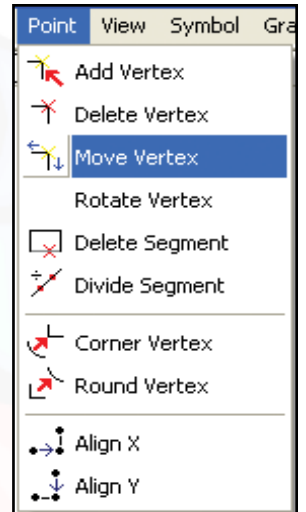 Point View Symbol Gra
Add Vertex
Delete Vertex
Move Vertex
Rotate Vertex
Delete Segment
Divide Segment
Corner Vertex
Round Vertex
Align X
Align Y